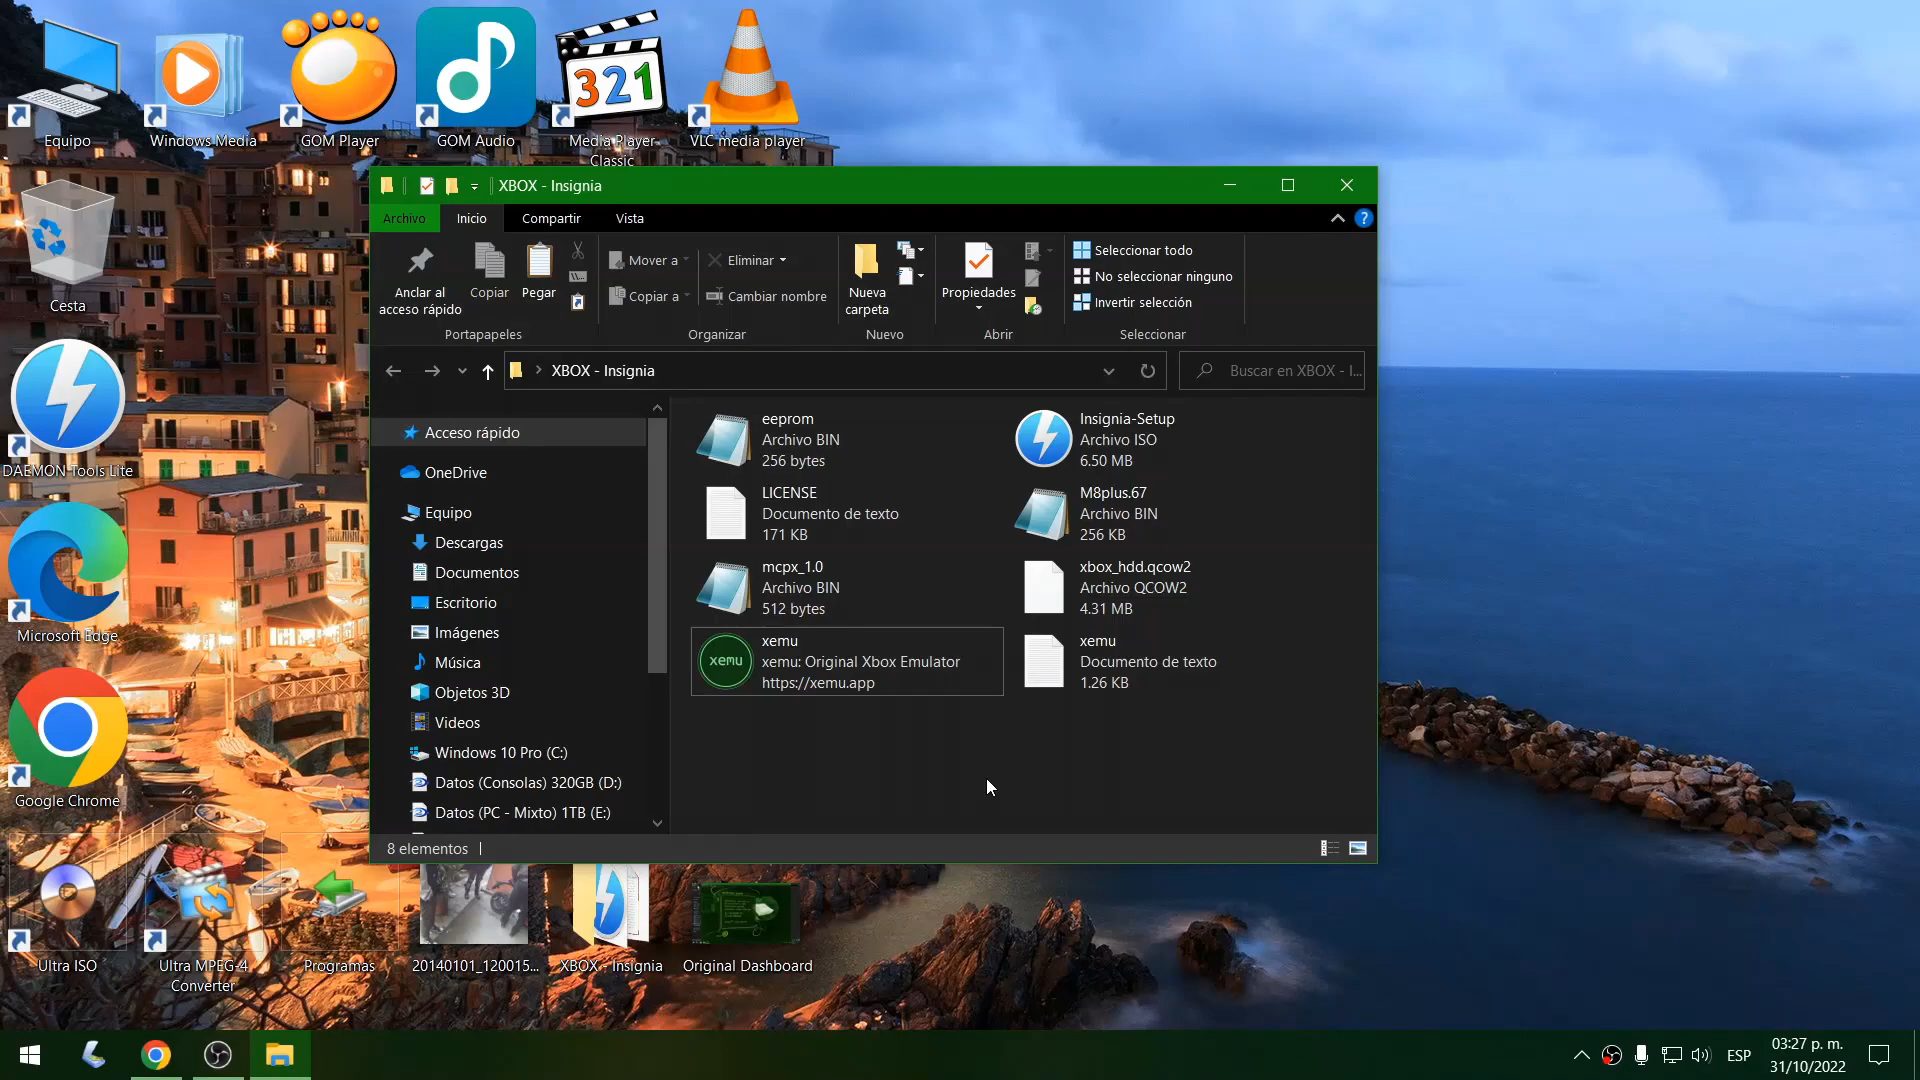 Equipo
Windows Media
GOM Player
GOM Audio
321
Media Player
Classic
VLC media player
Cesta
DAEMON Tools Lite
Microsoft Edge
Google Chrome
XBOX - Insignia
Archivo
Inicio
Compartir
Vista
?
Anclar al
acceso rápido
Copiar
Pegar
Portapapeles
Mover a
Copiar a
Eliminar
Cambiar nombre
Organizar
Nueva
carpeta
Nuevo
Propiedades
Abrir
Seleccionar todo
No seleccionar ninguno
Invertir selección
Seleccionar
XBOX - Insignia
Buscar en XBOX - I...
Acceso rápido
OneDrive
Equipo
Descargas
Documentos
Escritorio
Imágenes
Música
Objetos 3D
Videos
Windows 10 Pro (C:)
Datos (Consolas) 320GB (D:)
Datos (PC - Mixto) 1TB (E:)
eeprom
Archivo BIN
256 bytes
Insignia-Setup
Archivo ISO
6.50 MB
LICENSE
Documento de texto
171 KB
M8plus.67
Archivo BIN
256 KB
mcpx_1.0
Archivo BIN
512 bytes
xbox_hdd.qcow2
Archivo QCOW2
4.31 MB
xemu
xemu
xemu: Original Xbox Emulator
https://xemu.app
xemu
Documento de texto
1.26 KB
8 elementos
Ultra ISO
Ultra MPEG-4
Converter
Programas
20140101_120015...
XBOX - Insignia
Original Dashboard
ESP
03:27 p. m.
31/10/2022